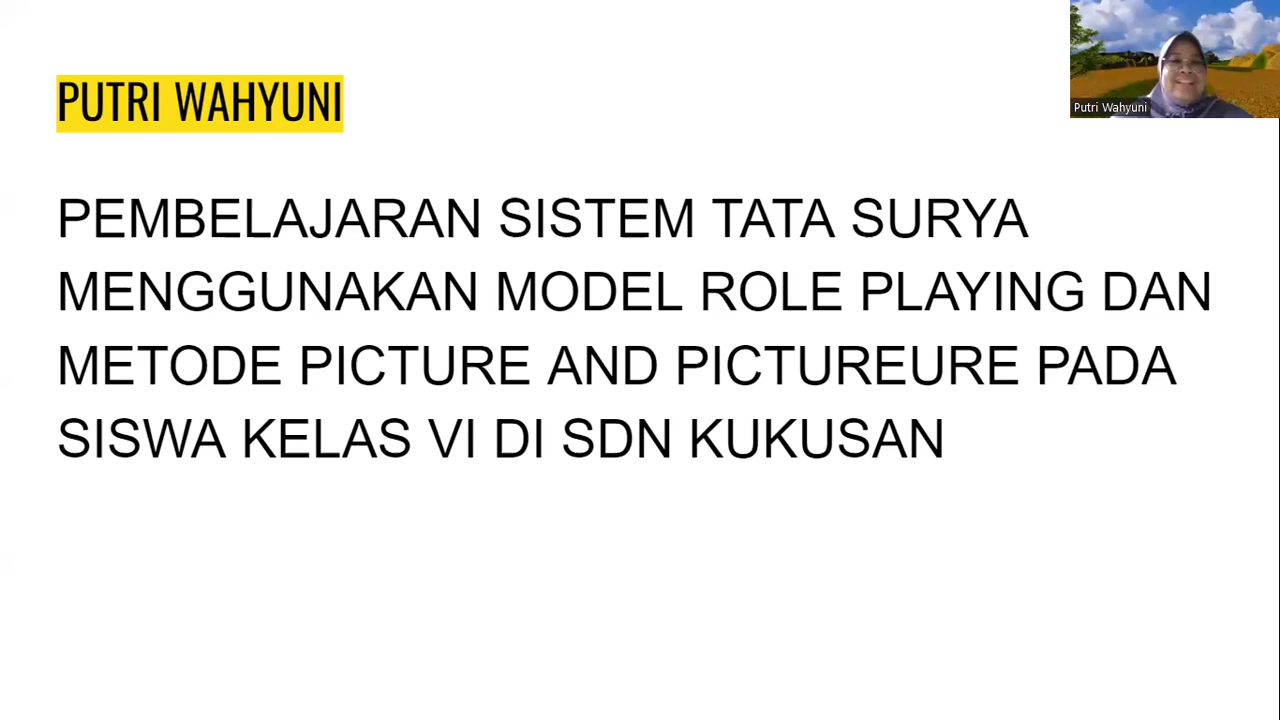 PUTRI WAHYUNI
Putri Wahyuni
PEMBELAJARAN SISTEM TATA SURYA
MENGGUNAKAN MODEL ROLE PLAYING DAN
METODE PICTURE AND PICTUREURE PADA
SISWA KELAS VI DI SDN KUKUSAN